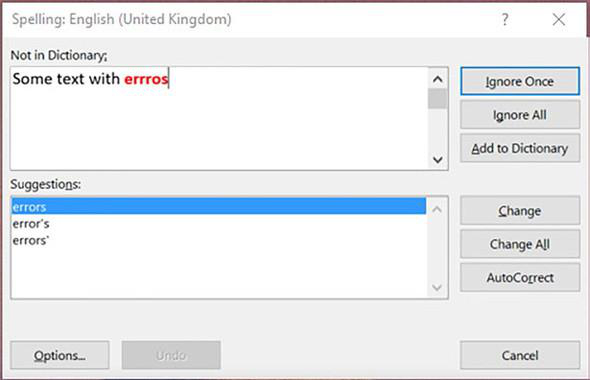 Spelling: English (United Kingdom) ?
Not in Dictionary:
Some text with errros
Ignore Once
Ignore All
Add to Dictionary
Suggestions:
errors
error's
errors'
Change
Change All
AutoCorrect
Options... Undo Cancel